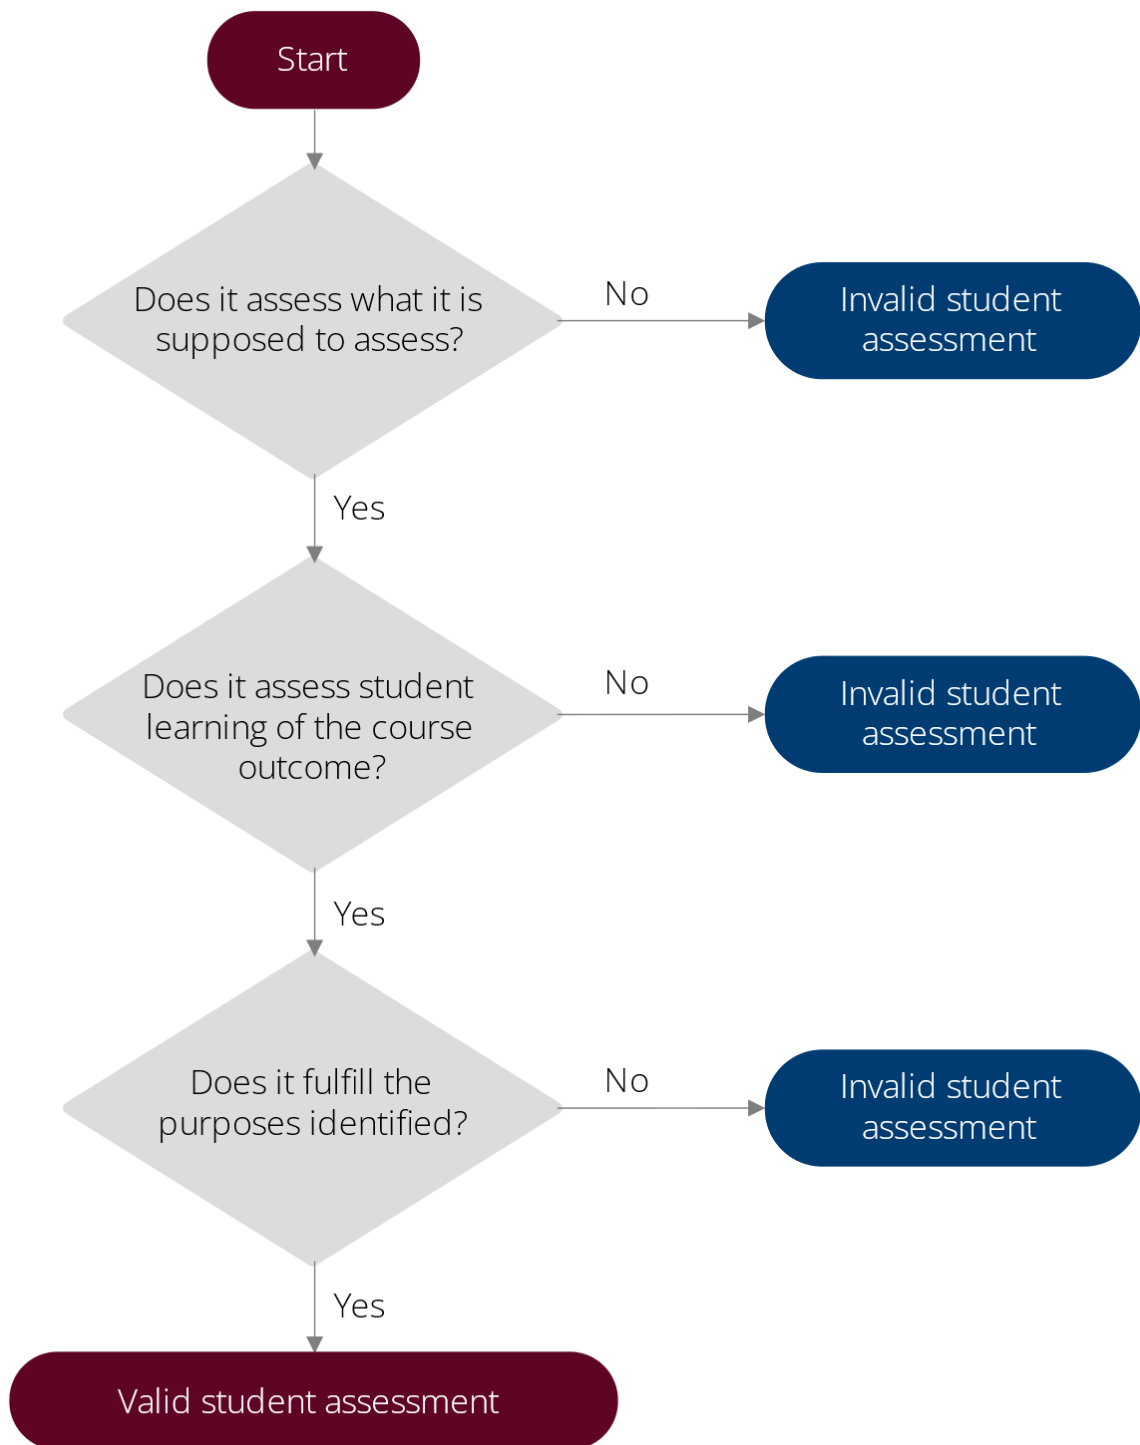 Start
Does it assess what it is
supposed to assess?
No
Invalid student
assessment
Yes
Does it assess student
learning of the course
outcome?
No
Invalid student
assessment
Yes
Does it fulfill the
purposes identified?
No
Invalid student
assessment
Yes
Valid student assessment